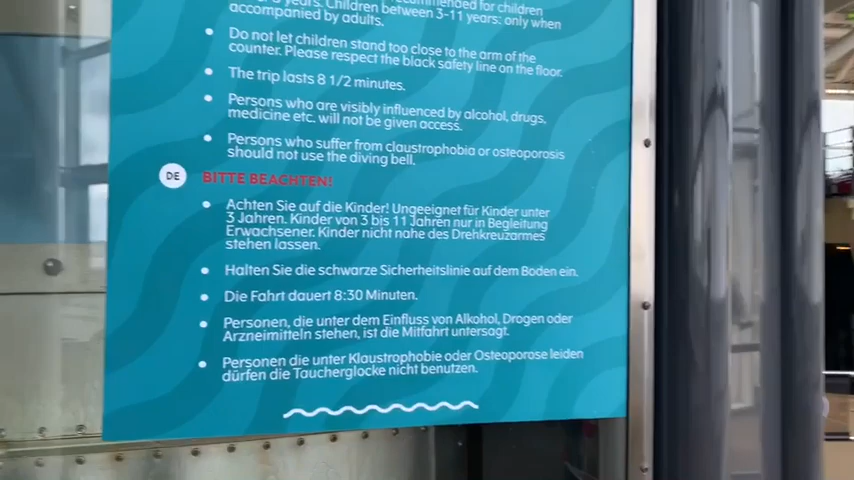 years. Children between 3-11 years: only when
accompanied by adults.
Do not let children stand too close to the arm of the
counter. Please respect the black safety line on the floor.
The trip lasts 8 1/2 minutes.
Persons who are visibly influenced by alcohol, drugs,
medicine etc. will not be given access.
Persons who suffer from claustrophobia or osteoporosis
should not use the diving bell.
DE BITTE BEACHTEN!
Achten Sie auf die Kinder! Ungeeignet für Kinder unter
3 Jahren. Kinder von 3 bis 11 Jahren nur in Begleitung
Erwachsener. Kinder nicht nahe des Drehkreuzarmes
stehen lassen.
Halten Sie die schwarze Sicherheitslinie auf dem Boden ein.
Die Fahrt dauert 8:30 Minuten.
Personen, die unter dem Einfluss von Alkohol, Drogen oder
Arzneimitteln stehen, ist die Mitfahrt untersagt.
Personen die unter Klaustrophobie oder Osteoporose leiden
dürfen die Taucherglocke nicht benutzen.